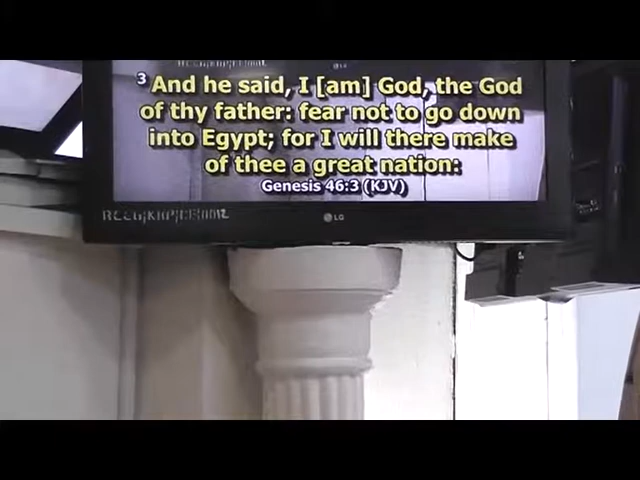 3 And he said, I [am] God, the God
of thy father: fear not to go down
into Egypt; for I will there make
of thee a great nation:
Genesis 46:3 (KJV)
LG